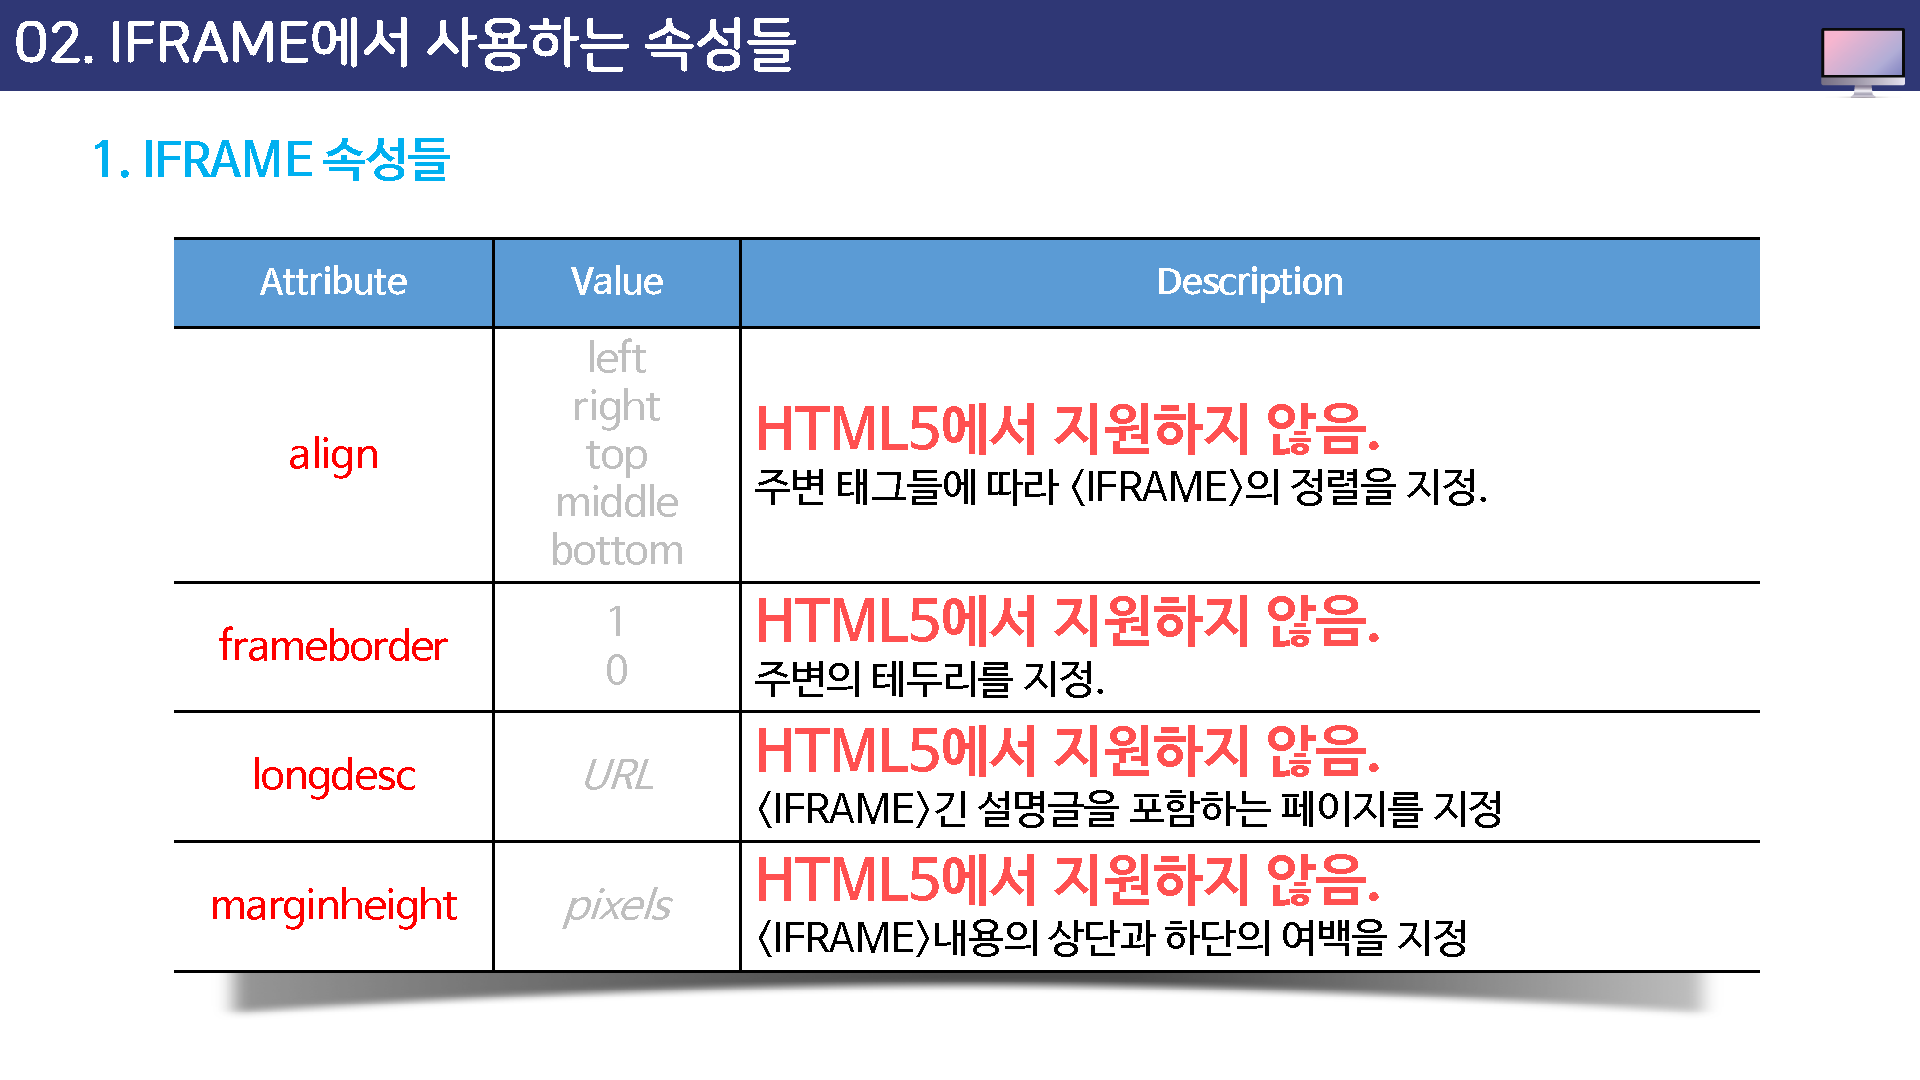 02. IFRAME에서 사용하는 속성들
1. IFRAME 속성들
Attribute Value Description
align
left
right
top
middle
bottom
HTML5에서 지원하지 않음.
주변 태그들에 따라 <IFRAME>의 정렬을 지정.
frameborder
1
0
HTML5에서 지원하지 않음.
주변의 테두리를 지정.
longdesc
URL
HTML5에서 지원하지 않음.
<IFRAME>긴 설명글을 포함하는 페이지를 지정
marginheight
pixels
HTML5에서 지원하지 않음.
<IFRAME>내용의 상단과 하단의 여백을 지정